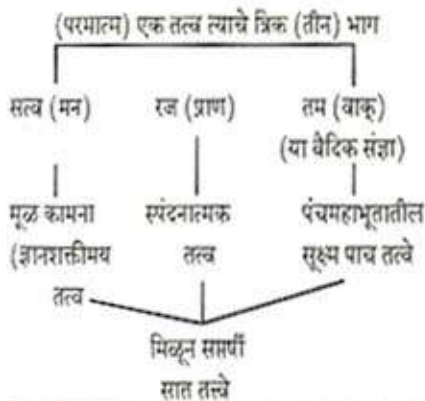 (परमात्म) एक तत्व त्याचे त्रिक (तीन) भाग
सत्व (मन) रज (प्राण) तम (वाक्)
(या वैदिक संज्ञा)
मूळ कामना स्पंदनात्मक पंचमहाभूतातील
(ज्ञानशक्तीमय तत्व सूक्ष्म पाच तत्वे
तत्व
मिळून सप्तर्षी
सात तत्त्वे